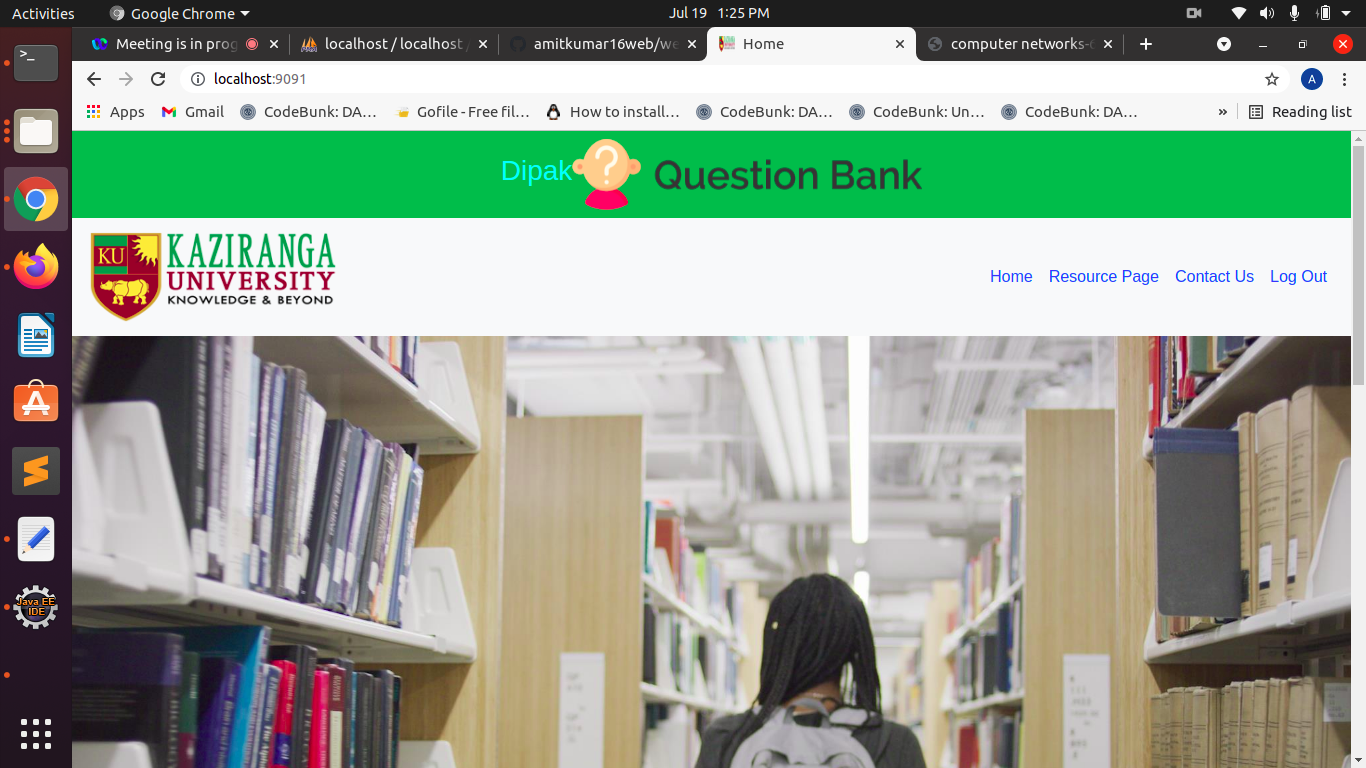 Activities Google Chrome Jul 19 1:25 PM
Meeting is in prog localhost / localhost / amitkumar16web/we Home computer networks-
localhost:9091 A
Apps Gmail CodeBunk: DA… Gofile - Free fil… How to install… CodeBunk: DA… CodeBunk: Un… CodeBunk: DA… » Reading list
Dipak ? Question Bank
KU KAZIRANGA
UNIVERSITY
KNOWLEDGE & BEYOND
Home Resource Page Contact Us Log Out
>_
Java EE
IDE